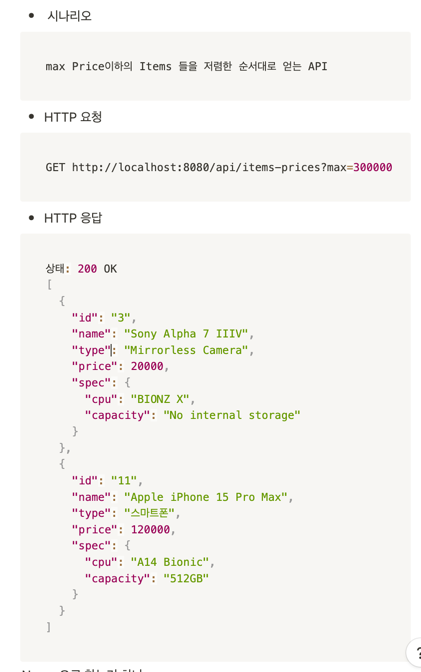 시나리오
max Price이하의 Items 들을 저렴한 순서대로 얻는 API
HTTP 요청
GET http://localhost:8080/api/items-prices?max=300000
HTTP 응답
상태: 200 OK
[
{
"id": "3",
"name": "Sony Alpha 7 IIIV",
"type": "Mirrorless Camera",
"price": 20000,
"spec": {
"cpu": "BIONZ X",
"capacity": "No internal storage"
}
},
{
"id": "11",
"name": "Apple iPhone 15 Pro Max",
"type": "스마트폰",
"price": 120000,
"spec": {
"cpu": "A14 Bionic",
"capacity": "512GB"
}
}
]
?